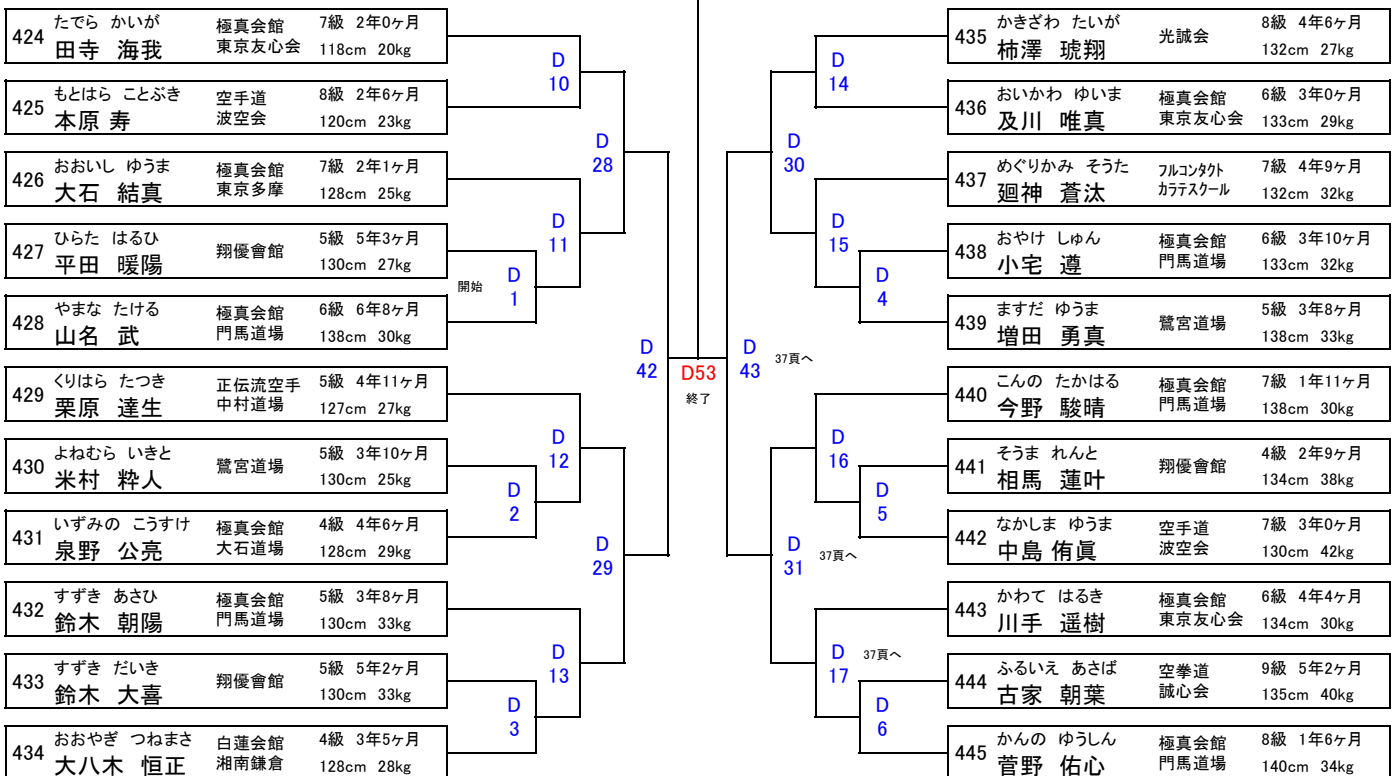 424 たでら かいが 極真会館 7級 2年0ヶ月
田寺 海我 東京友心会 118cm 20kg
425 もとはら ことぶき 空手道 8級 2年6ヶ月
本原 寿 波空会 120cm 23kg
426 おおいし ゆうま 極真会館 7級 2年1ヶ月
大石 結真 東京多摩 128cm 25kg
427 ひらた はるひ 翔優會館 5級 5年3ヶ月
平田 暖陽 130cm 27kg
428 やまな たける 極真会館 6級 6年8ヶ月
山名 武 門馬道場 138cm 30kg
429 くりはら たつき 正伝流空手 5級 4年11ヶ月
栗原 達生 中村道場 127cm 27kg
430 よねむら いきと 鷺宮道場 5級 3年10ヶ月
米村 粋人 130cm 25kg
431 いずみの こうすけ 極真会館 4級 4年6ヶ月
泉野 公亮 大石道場 128cm 29kg
432 すずき あさひ 極真会館 5級 3年8ヶ月
鈴木 朝陽 門馬道場 130cm 33kg
433 すずき だいき 翔優會館 5級 5年2ヶ月
鈴木 大喜 130cm 33kg
434 おおやぎ つねまさ 白蓮会館 4級 3年5ヶ月
大八木 恒正 湘南鎌倉 128cm 28kg
D
10
D
28
D
11
開始
D
1
D
42
D
12
D
2
D
29
D
13
D
3
D53
終了
D
14
D
30
D
15
D
4
D
43
37頁へ
D
16
D
5
D
31
37頁へ
D
17
37頁へ
D
6
435 かきざわ たいが 光誠会 8級 4年6ヶ月
柿澤 琥翔 132cm 27kg
436 おいかわ ゆいま 極真会館 6級 3年0ヶ月
及川 唯真 東京友心会 133cm 29kg
437 めぐりかみ そうた フルコンタクト 7級 4年9ヶ月
廻神 蒼汰 カラテスクール 132cm 32kg
438 おやけ しゅん 極真会館 6級 3年10ヶ月
小宅 遵 門馬道場 133cm 32kg
439 ますだ ゆうま 鷺宮道場 5級 3年8ヶ月
増田 勇真 138cm 33kg
440 こんの たかはる 極真会館 7級 1年11ヶ月
今野 駿晴 門馬道場 138cm 30kg
441 そうま れんと 翔優會館 4級 2年9ヶ月
相馬 蓮叶 134cm 38kg
442 なかしま ゆうま 空手道 7級 3年0ヶ月
中島 侑眞 波空会 130cm 42kg
443 かわて はるき 極真会館 6級 4年4ヶ月
川手 遥樹 東京友心会 134cm 30kg
444 ふるいえ あさば 空拳道 9級 5年2ヶ月
古家 朝葉 誠心会 135cm 40kg
445 かんの ゆうしん 極真会館 8級 1年6ヶ月
菅野 佑心 門馬道場 140cm 34kg